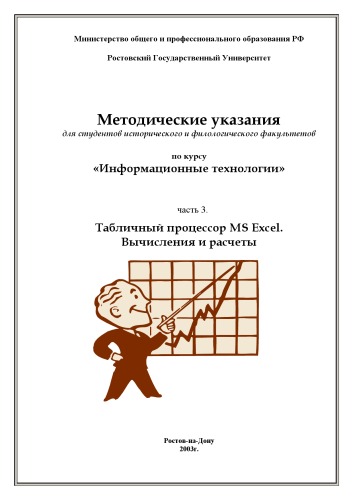 Министерство общего и профессионального образования РФ
Ростовский Государственный Университет
Методические указания
для студентов исторического и филологического факультетов
по курсу
«Информационные технологии»
часть 3.
Табличный процессор MS Excel.
Вычисления и расчеты
Ростов-на-Дону
2003г.